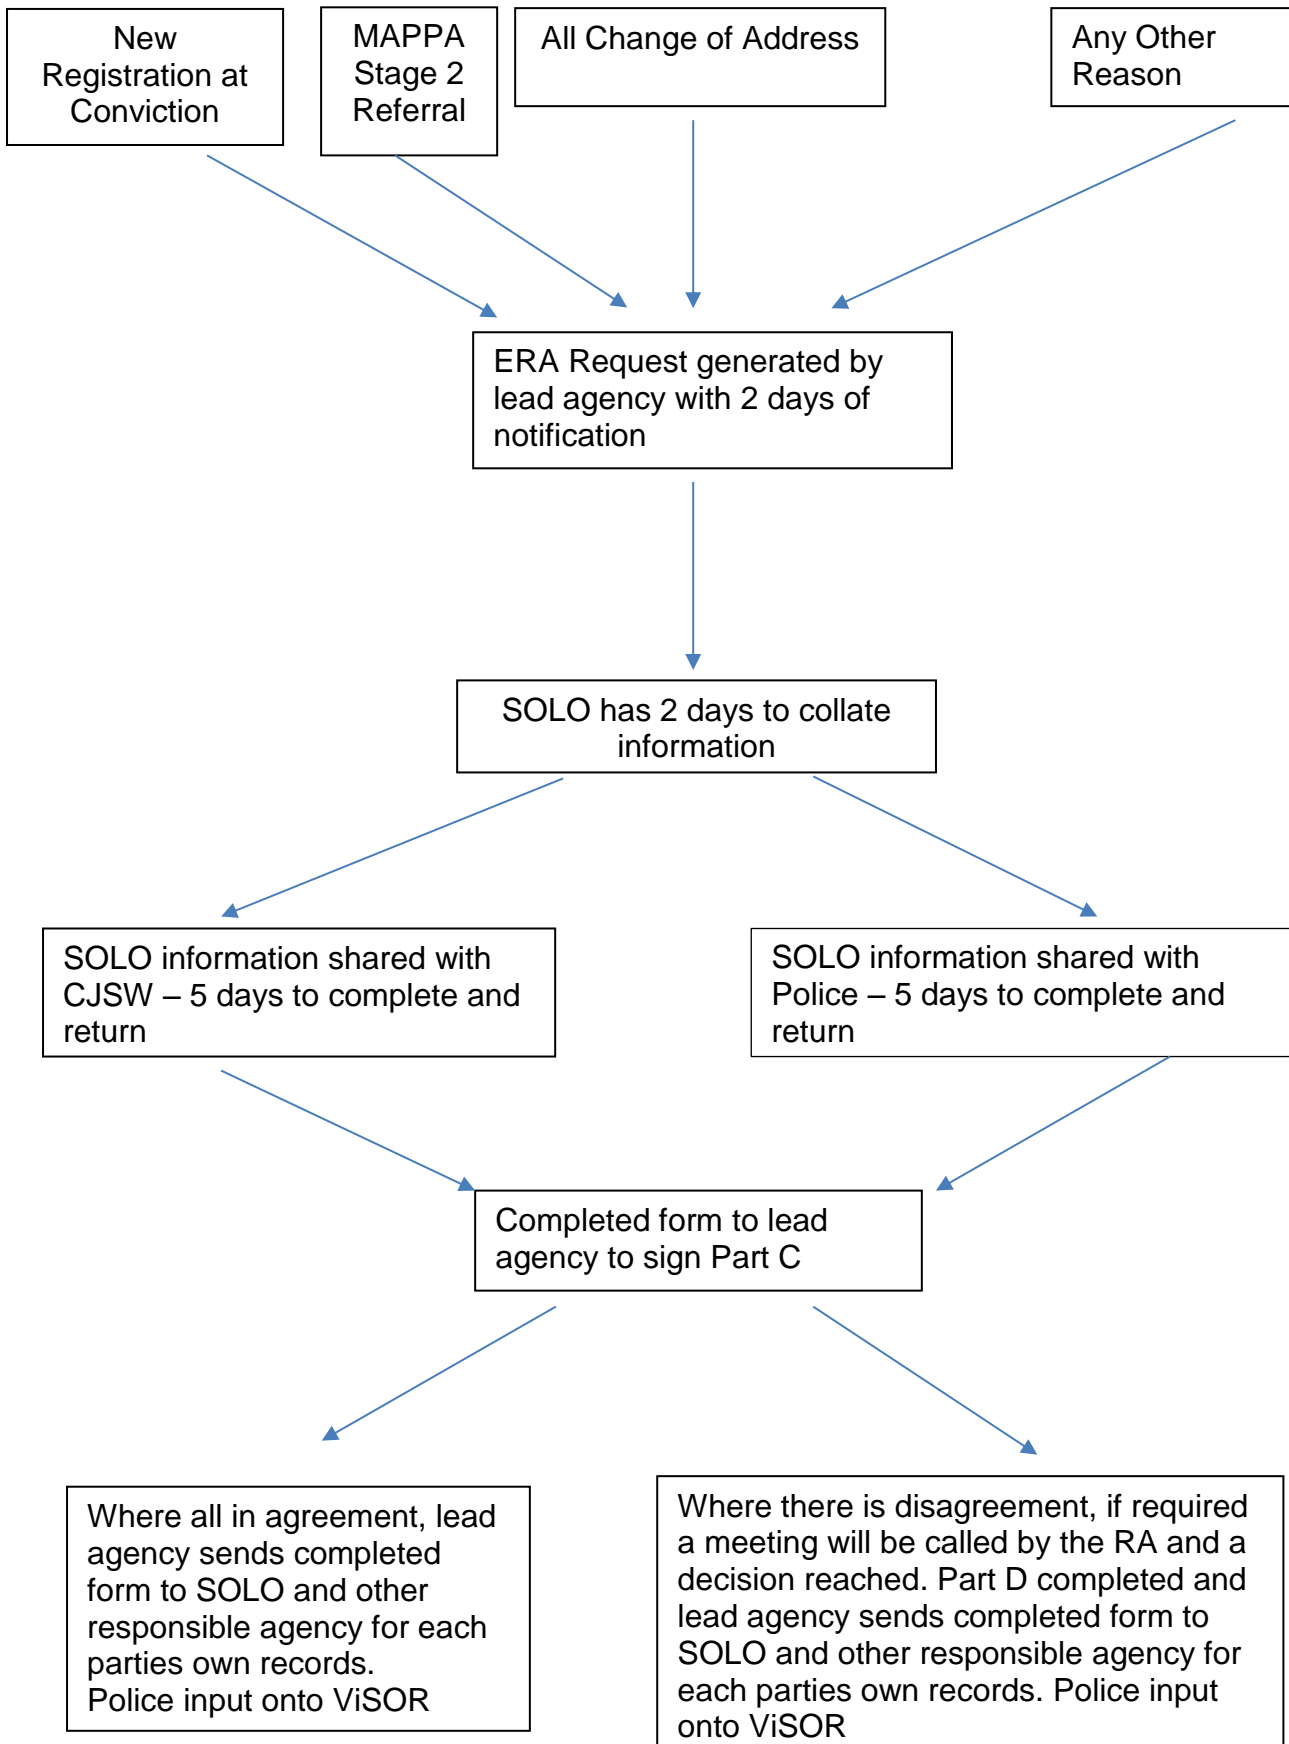 New
Registration at
Conviction
MAPPA
Stage 2
Referral
All Change of Address
Any Other
Reason
ERA Request generated by
lead agency with 2 days of
notification
SOLO has 2 days to collate
information
SOLO information shared with
CJSW – 5 days to complete and
return
SOLO information shared with
Police – 5 days to complete and
return
Completed form to lead
agency to sign Part C
Where all in agreement, lead
agency sends completed
form to SOLO and other
responsible agency for each
parties own records.
Police input onto ViSOR
Where there is disagreement, if required
a meeting will be called by the RA and a
decision reached. Part D completed and
lead agency sends completed form to
SOLO and other responsible agency for
each parties own records. Police input
onto ViSOR